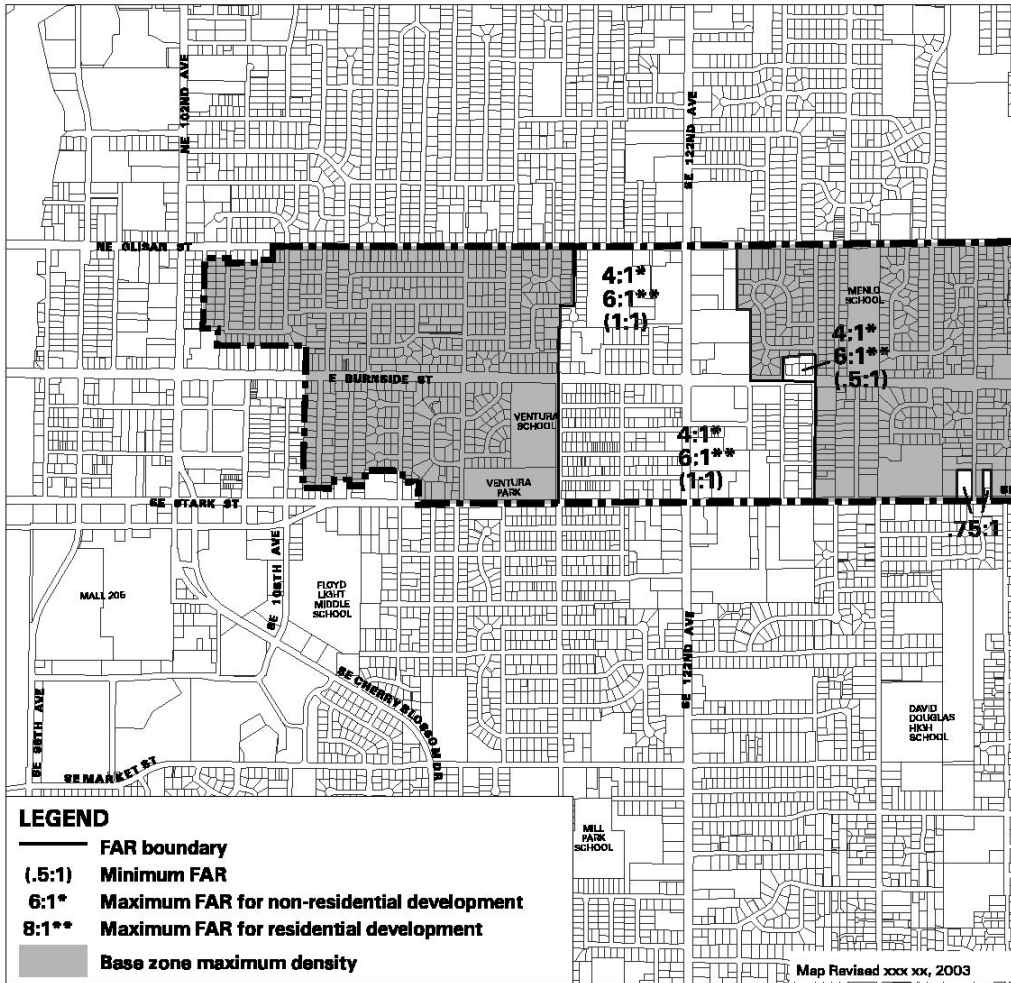 NE 102ND AVE
SE 122ND AVE
NE GLISAN ST
4:1*
6:1**
(1:1)
MENLO
SCHOOL
4:1*
6:1**
(.5:1)
E BURNSIDE ST
VENTURA
SCHOOL
4:1*
6:1**
(1:1)
VENTURA
PARK
SE STARK ST
SE
.75:1
MALL 205
SE 106TH AVE
FLOYD
LIGHT
MIDDLE
SCHOOL
SE 122ND AVE
SE CHERRY BLOSSOM DR
DAVID
DOUGLAS
HIGH
SCHOOL
SE 96TH AVE
SE MARKET ST
MILL
PARK
SCHOOL
LEGEND
FAR boundary
(.5:1) Minimum FAR
6:1* Maximum FAR for non-residential development
8:1** Maximum FAR for residential development
Base zone maximum density
Map Revised xxx xx, 2003